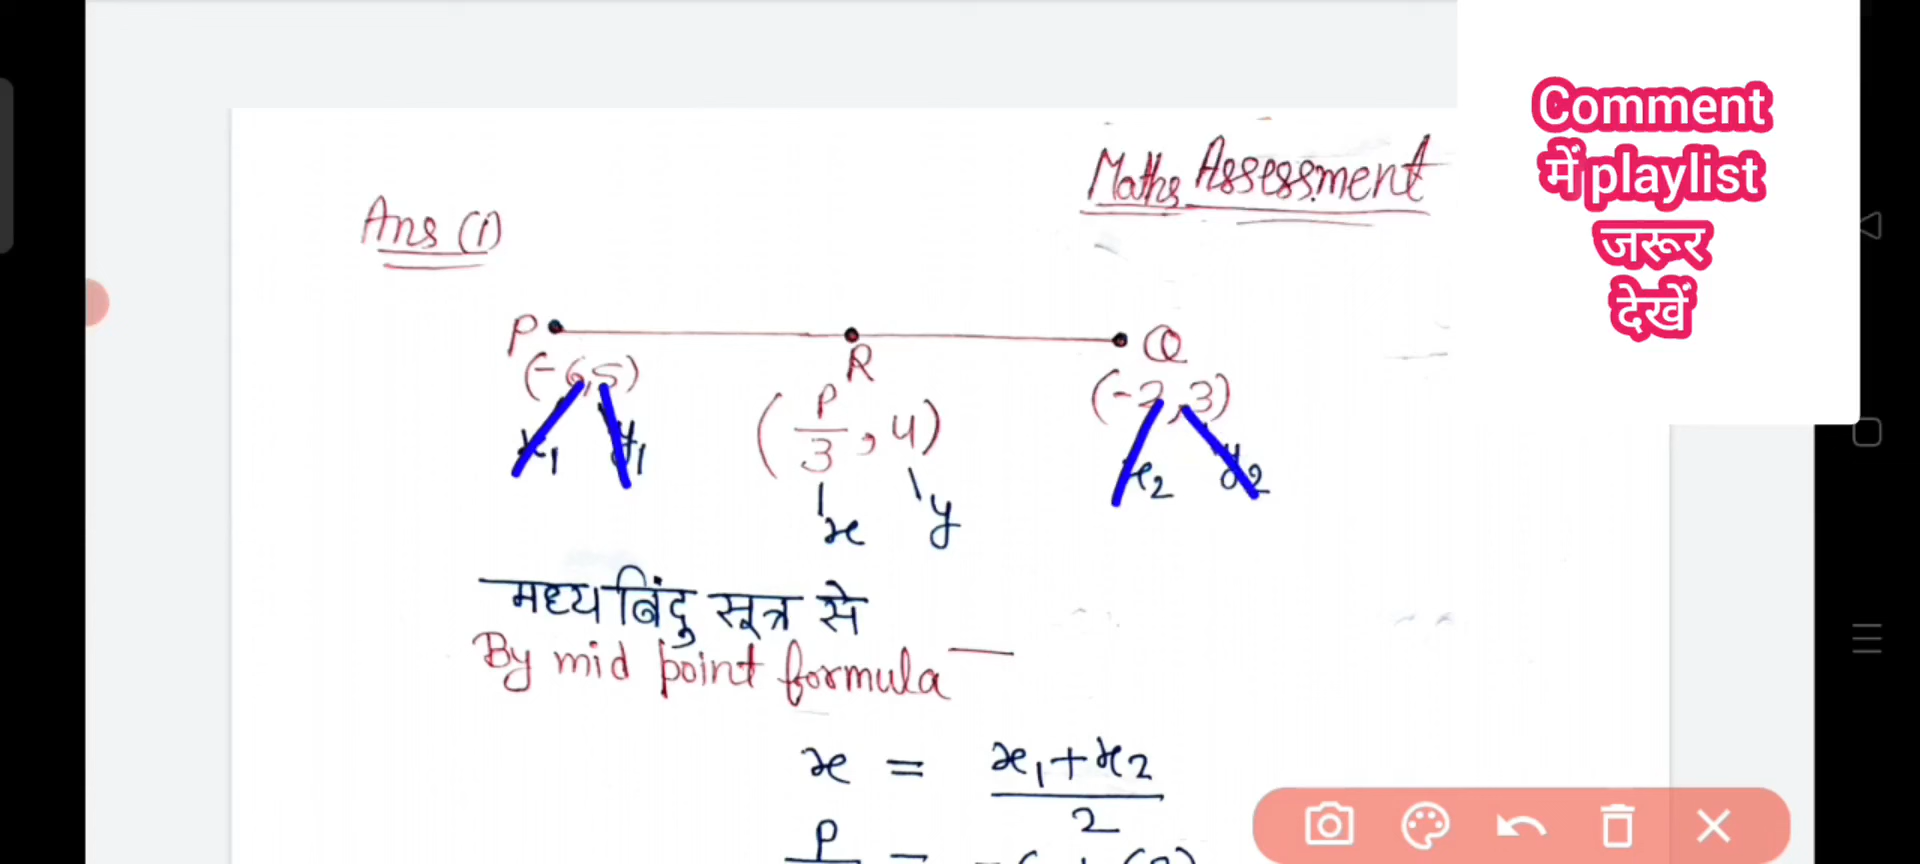 Comment
में playlist
जरूर
देखें
Maths Assessment
Ans (1)
P R Q
(-6,5) (P/3, 4) (-2,3)
x1 y1 x y x2 y2
मध्य बिंदु सूत्र से
By mid point formula
x = x1+x2
2
P